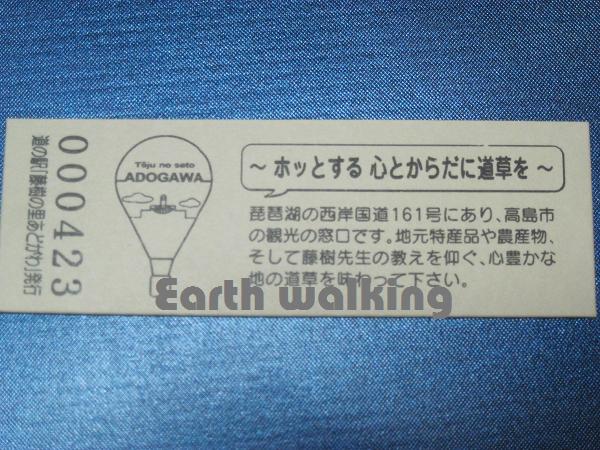 道の駅「藤樹の里あどがわ」発行
000423
Tōju no sato
ADOGAWA
～ ホッとする 心とからだに道草を ～
琵琶湖の西岸国道161号にあり、高島市
の観光の窓口です。地元特産品や農産物、
そして藤樹先生の教えを仰ぐ、心豊かな
地の道草を味わって下さい。
Earth walking